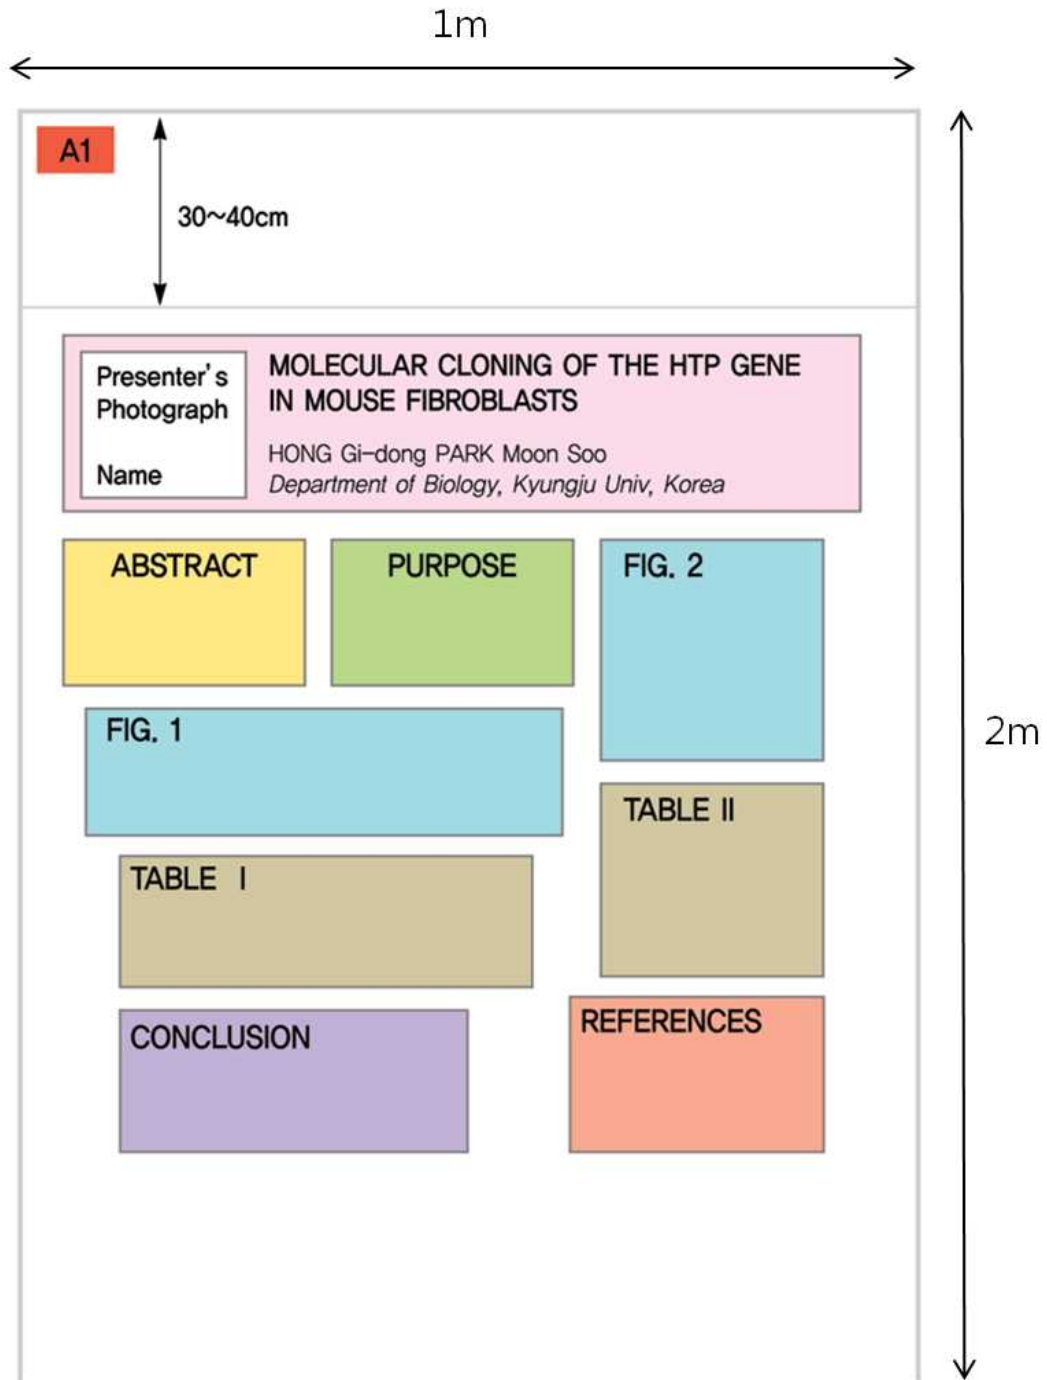 1m
A1
30~40cm
Presenter's
Photograph
Name
MOLECULAR CLONING OF THE HTP GENE
IN MOUSE FIBROBLASTS
HONG Gi-dong PARK Moon Soo
Department of Biology, Kyungju Univ, Korea
ABSTRACT
PURPOSE
FIG. 2
FIG. 1
2m
TABLE II
TABLE I
CONCLUSION
REFERENCES